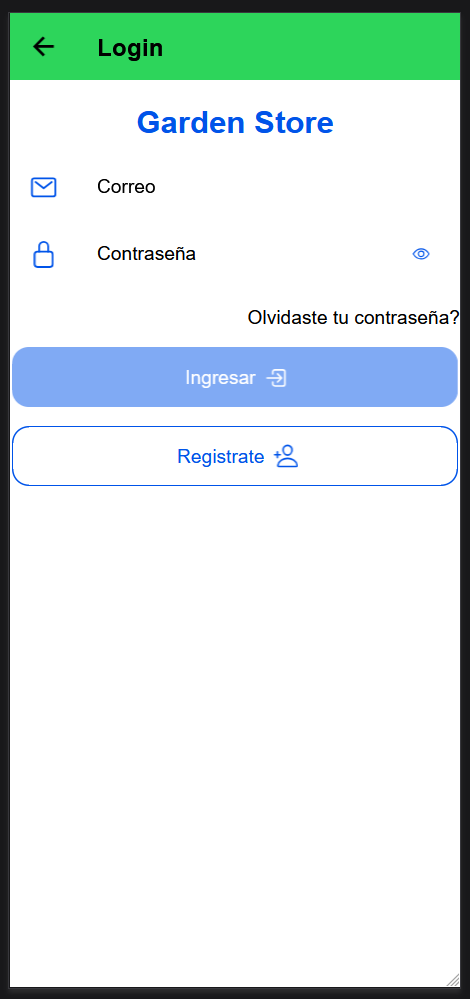 Login
Garden Store
Correo
Contraseña
Olvidaste tu contraseña?
Ingresar
Registrate